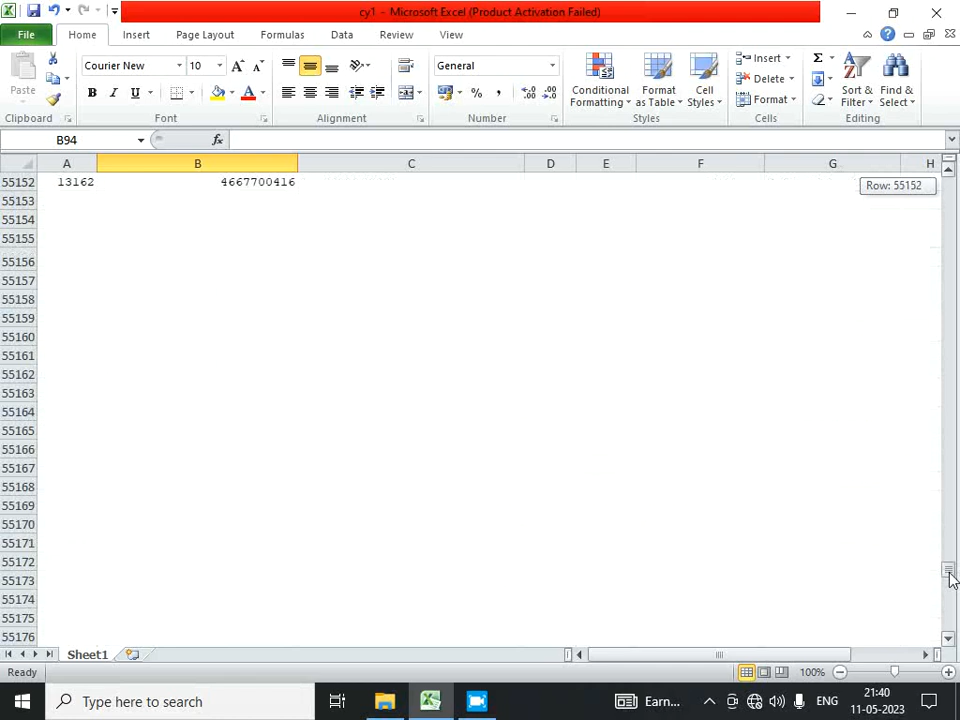 cy1 - Microsoft Excel (Product Activation Failed)
File Home Insert Page Layout Formulas Data Review View
Paste
Courier New 10
General
Conditional Formatting
Format as Table
Cell Styles
Insert
Delete
Format
Sort & Filter
Find & Select
Clipboard Font Alignment Number Styles Cells Editing
B94 fx
A B C D E F G H
55152 13162 4667700416 Row: 55152
55153
55154
55155
55156
55157
55158
55159
55160
55161
55162
55163
55164
55165
55166
55167
55168
55169
55170
55171
55172
55173
55174
55175
55176
Sheet1
Ready 100%
Type here to search Earn... ENG 21:40
11-05-2023